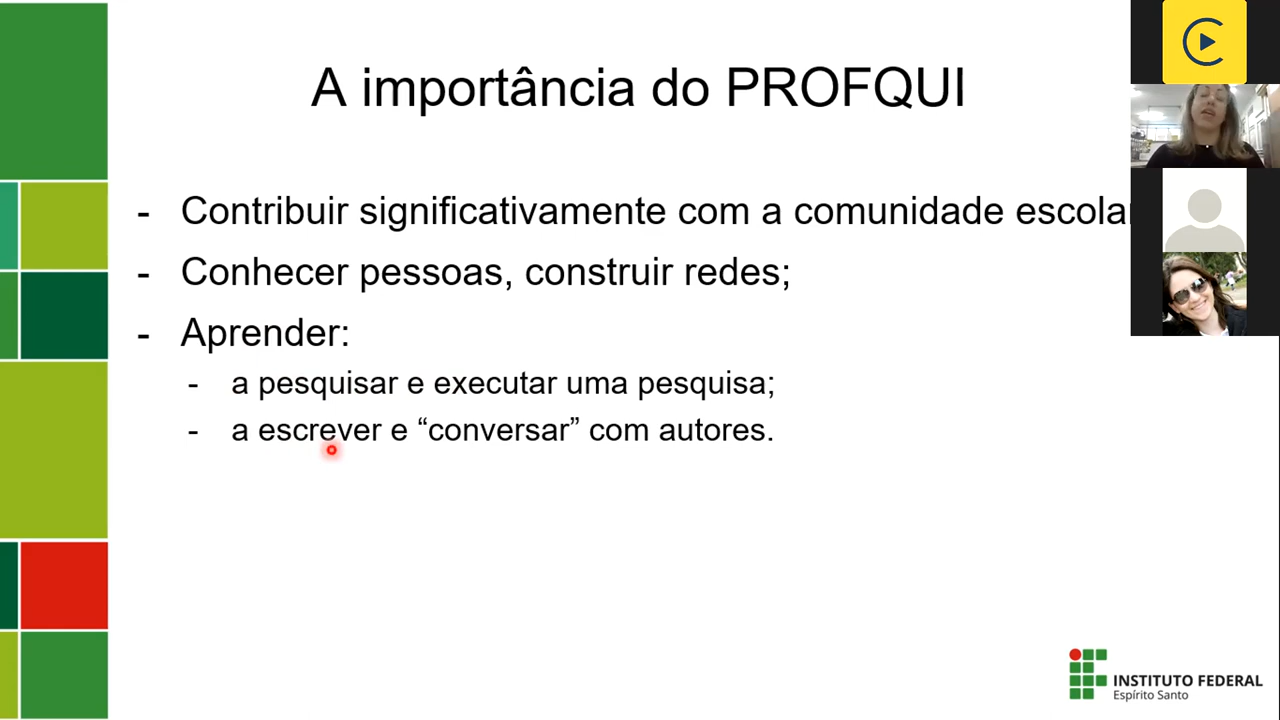 A importância do PROFQUI
- Contribuir significativamente com a comunidade escolar
- Conhecer pessoas, construir redes;
- Aprender:
- a pesquisar e executar uma pesquisa;
- a escrever e “conversar” com autores.
INSTITUTO FEDERAL
Espírito Santo